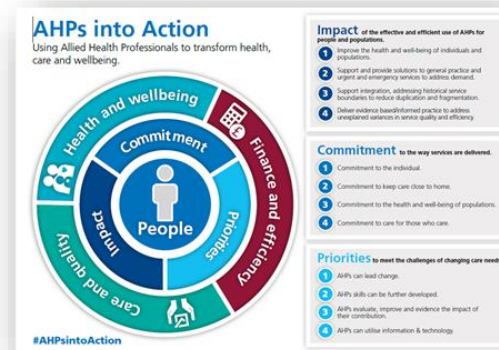 AHPs into Action
Using Allied Health Professionals to transform health,
care and wellbeing.
Health and wellbeing
Finance and efficiency
Care and quality
Commitment
Priorities
Impact
People
#AHPsintoAction
Impact of the effective and efficient use of AHPs for
people and populations.
1 Improve the health and well-being of individuals and
populations.
2 Support and provide solutions to general practice and
urgent and emergency services to address demand.
3 Support integration, addressing historical service
boundaries to reduce duplication and fragmentation.
4 Deliver evidence based/informed practice to address
unexplained variances in service quality and efficiency
Commitment to the way services are delivered.
1 Commitment to the individual.
2 Commitment to keep care close to home.
3 Commitment to the health and well-being of populations.
4 Commitment to care for those who care.
Priorities to meet the challenges of changing care needs
1 AHPs can lead change.
2 AHPs skills can be further developed.
3 AHPs evaluate, improve and evidence the impact of
their contribution.
4 AHPs can utilise information & technology.